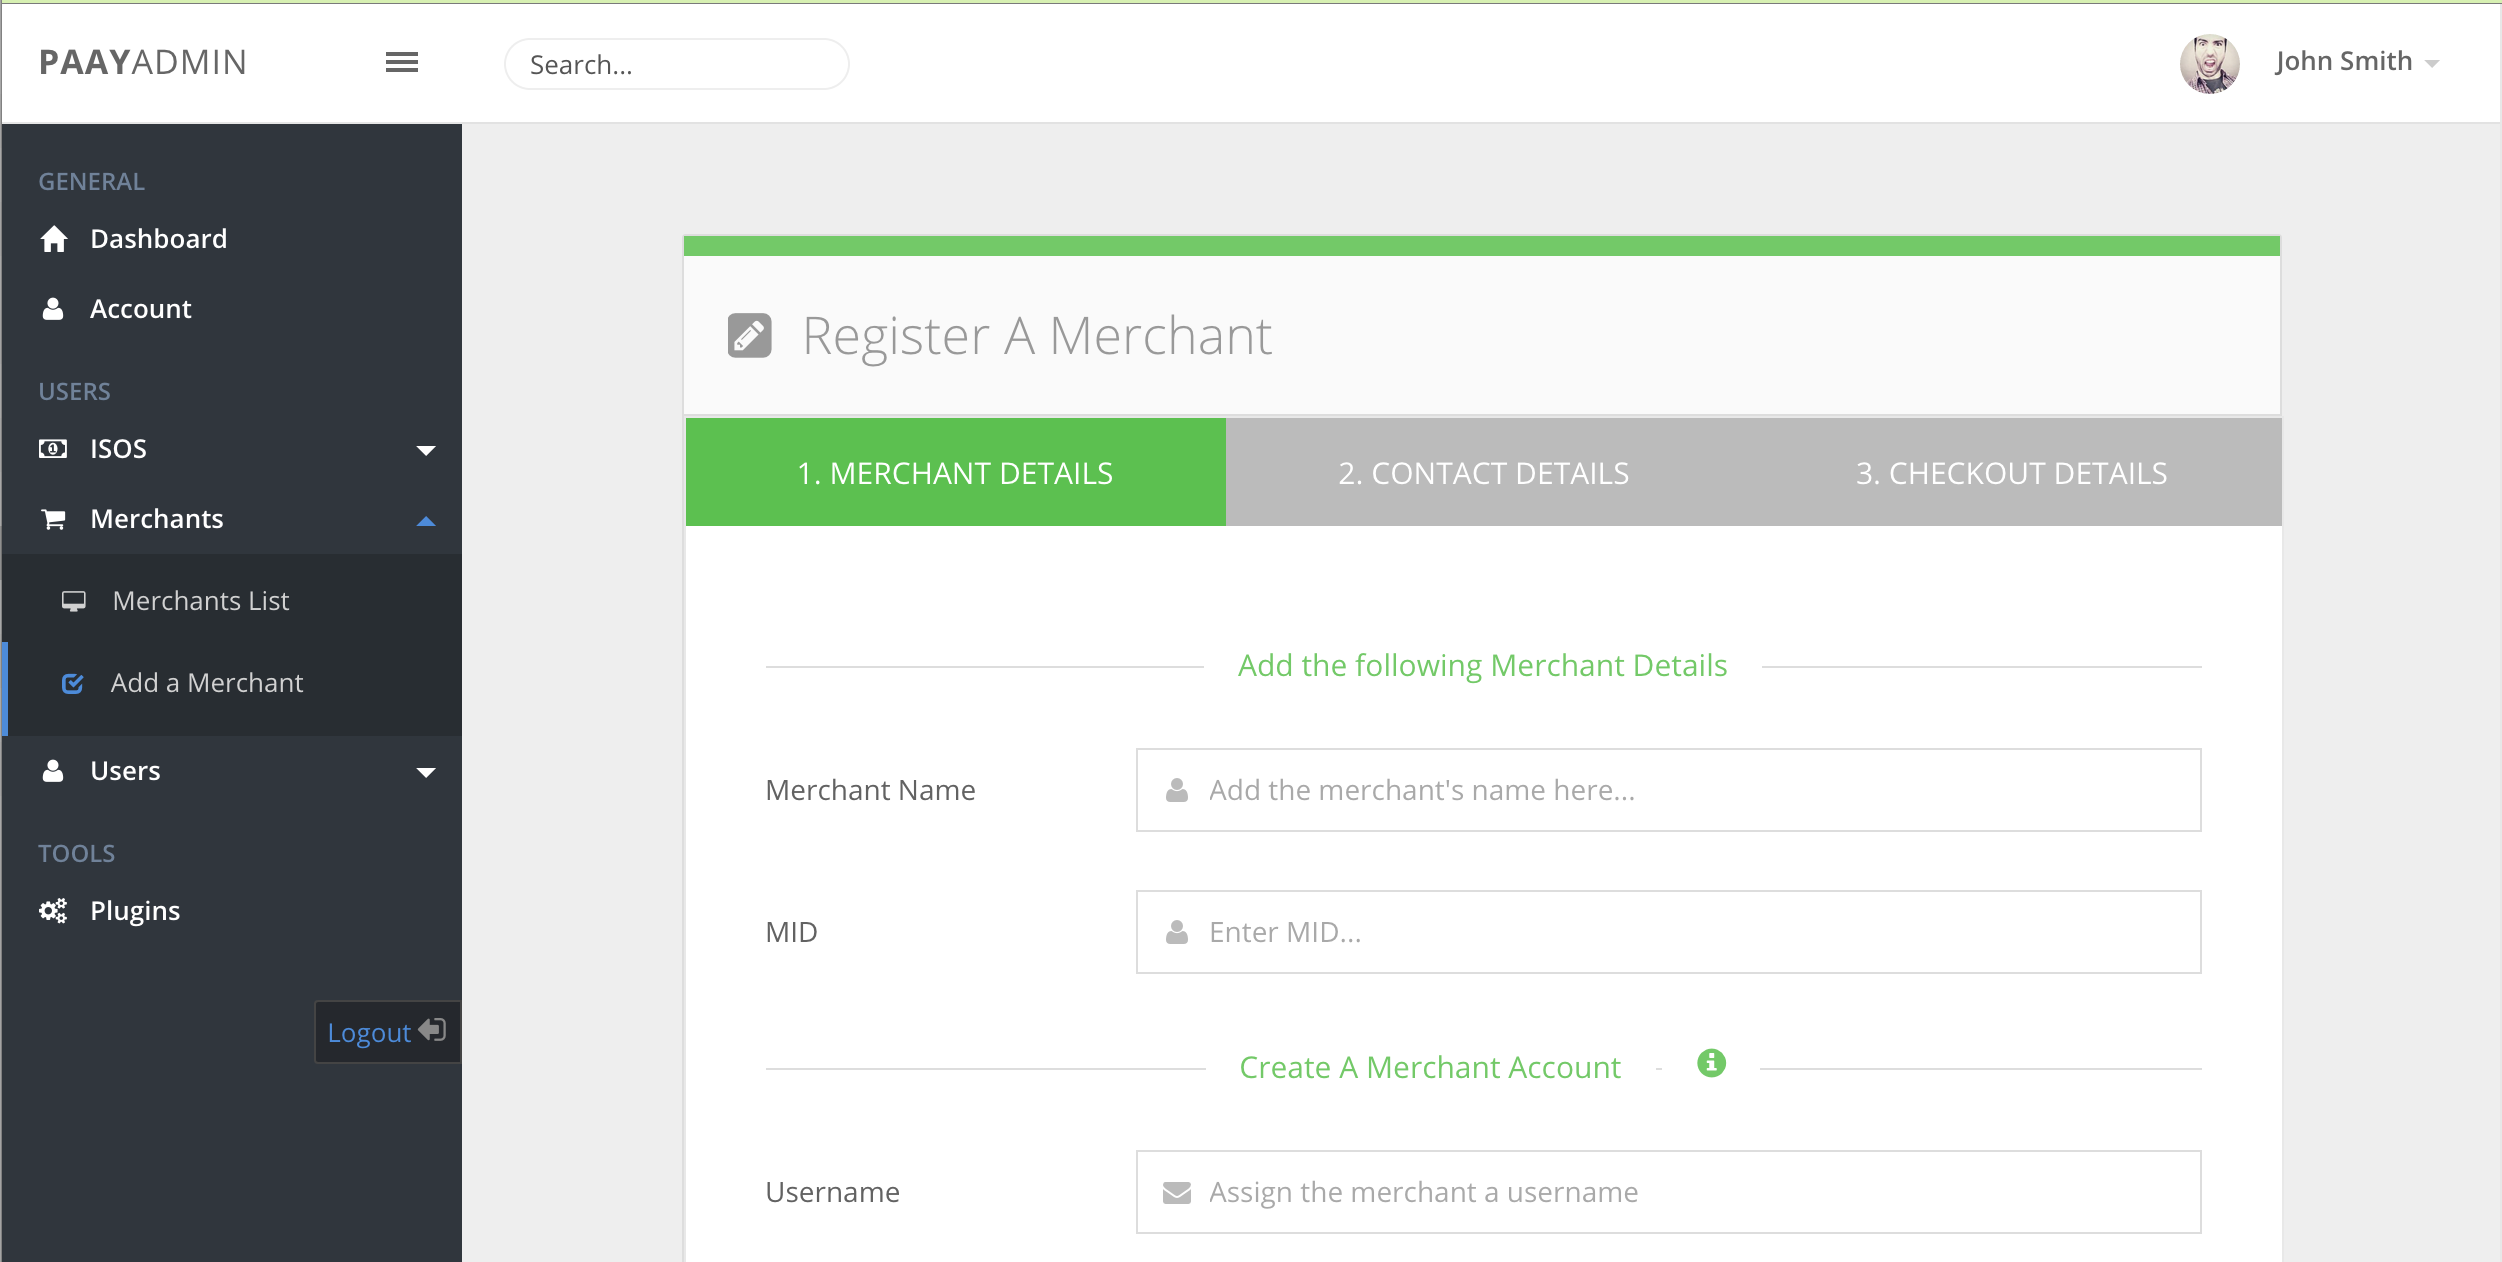 PAAYADMIN
Search...
John Smith
GENERAL
Dashboard
Account
USERS
ISOS
Merchants
Merchants List
Add a Merchant
Users
TOOLS
Plugins
Logout
Register A Merchant
1. MERCHANT DETAILS
2. CONTACT DETAILS
3. CHECKOUT DETAILS
Add the following Merchant Details
Merchant Name
Add the merchant's name here...
MID
Enter MID...
Create A Merchant Account -
Username
Assign the merchant a username